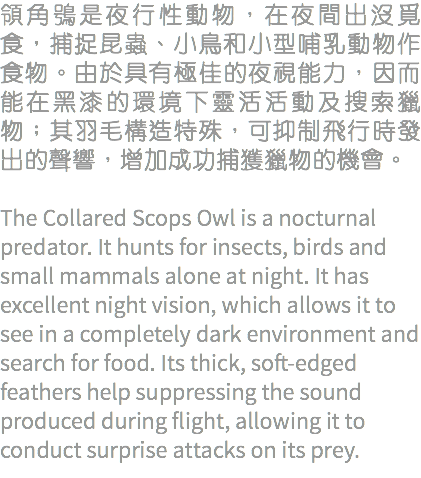 領角鴞是夜行性動物，在夜間出沒覓
食，捕捉昆蟲、小鳥和小型哺乳動物作
食物。由於具有極佳的夜視能力，因而
能在黑漆的環境下靈活活動及搜索獵
物；其羽毛構造特殊，可抑制飛行時發
出的聲響，增加成功捕獲獵物的機會。
The Collared Scops Owl is a nocturnal
predator. It hunts for insects, birds and
small mammals alone at night. It has
excellent night vision, which allows it to
see in a completely dark environment and
search for food. Its thick, soft-edged
feathers help suppressing the sound
produced during flight, allowing it to
conduct surprise attacks on its prey.